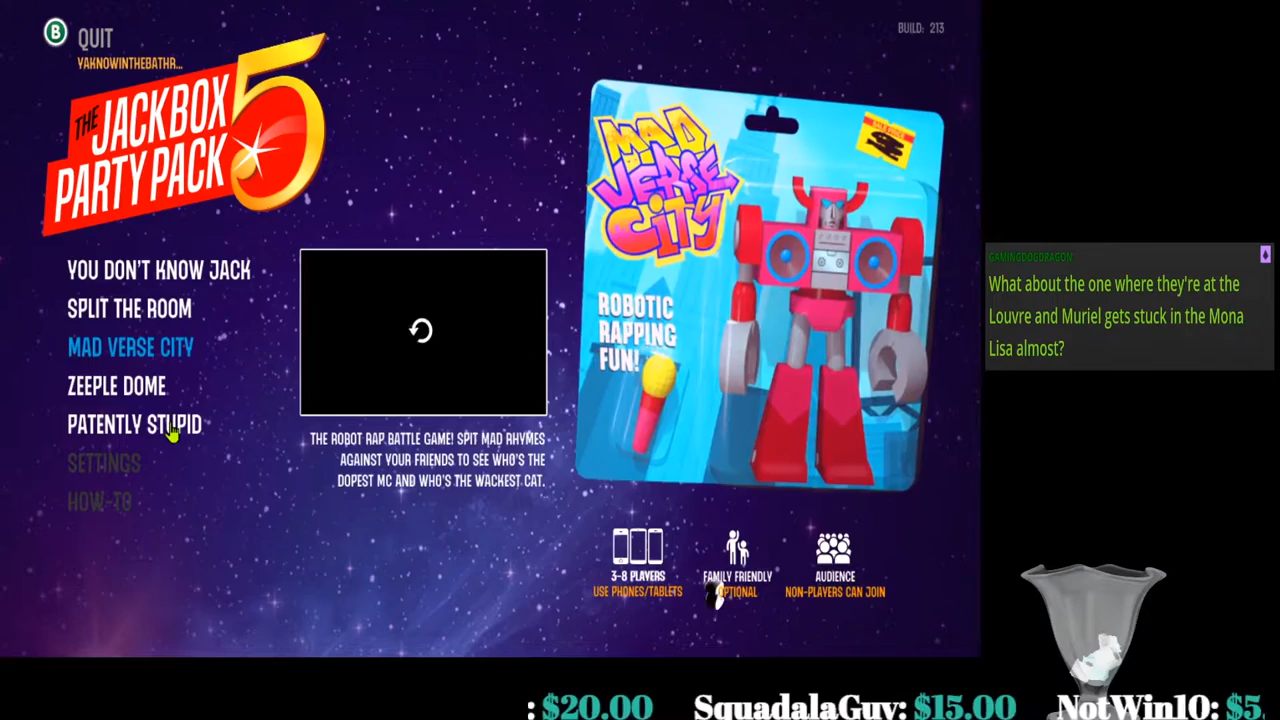 B QUIT
YAKNOWINTHEBATHR...
BUILD: 213
THE JACKBOX
PARTY PACK 5
YOU DON'T KNOW JACK
SPLIT THE ROOM
MAD VERSE CITY
ZEEPLE DOME
PATENTLY STUPID
SETTINGS
HOW-TO
THE ROBOT RAP BATTLE GAME! SPIT MAD RHYMES
AGAINST YOUR FRIENDS TO SEE WHO'S THE
DOPEST MC AND WHO'S THE WACKEST CAT.
MAD
VERSE
CITY
ROBOTIC
RAPPING
FUN!
3-8 PLAYERS
USE PHONES/TABLETS
FAMILY FRIENDLY
AUDIENCE
NON-PLAYERS CAN JOIN
GAMINGDOGDRAGON
What about the one where they're at the
Louvre and Muriel gets stuck in the Mona
Lisa almost?
: $20.00 SquadalaGuy: $15.00 NotWin10: $5